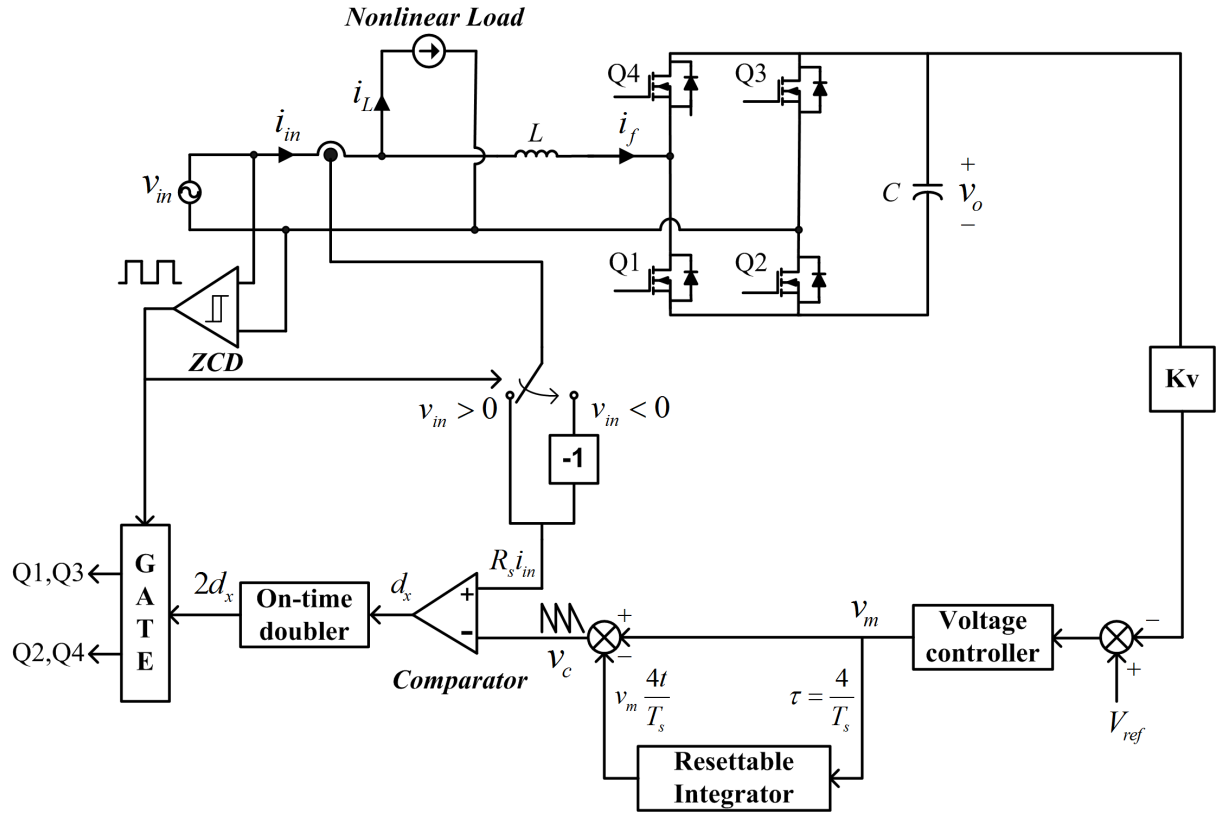 Nonlinear Load
Q4
Q3
i_L
i_in
L
i_f
v_in
C
+
v_o
−
Q1
Q2
ZCD
Kv
v_in > 0
v_in < 0
-1
R_s i_in
GATE
Q1,Q3
Q2,Q4
2d_x
On-time
doubler
d_x
+
-
Comparator
v_c
+
−
v_m 4t/T_s
v_m
τ = 4/T_s
Voltage
controller
−
+
V_ref
Resettable
Integrator